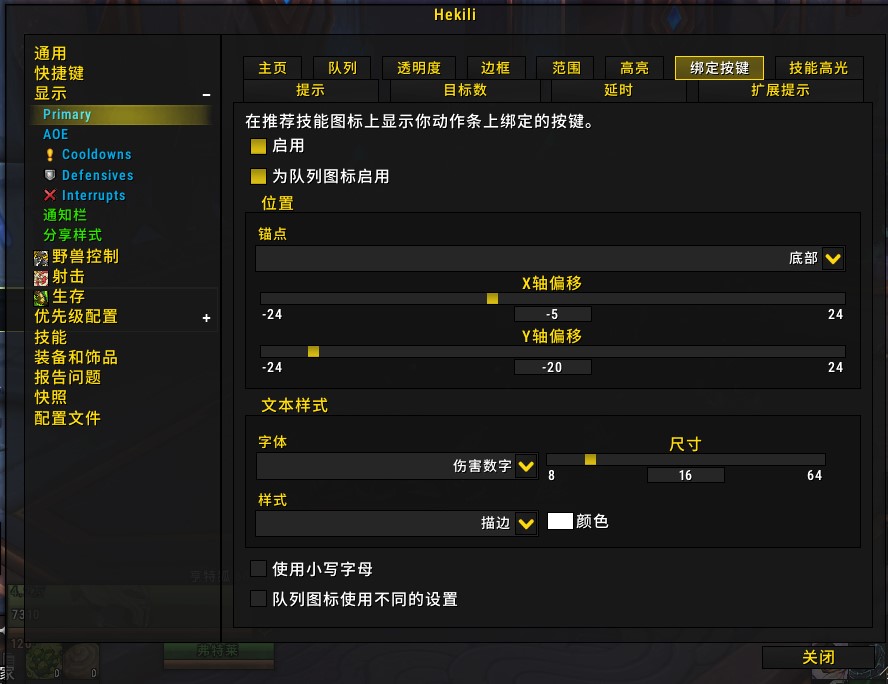 Hekili
通用
快捷键
显示
Primary
AOE
Cooldowns
Defensives
Interrupts
通知栏
分享样式
野兽控制
射击
生存
优先级配置
技能
装备和饰品
报告问题
快照
配置文件
主页 队列 透明度 边框 范围 高亮 绑定按键 技能高光
提示 目标数 延时 扩展提示
在推荐技能图标上显示你动作条上绑定的按键。
启用
为队列图标启用
位置
锚点
底部
X轴偏移
-24 -5 24
Y轴偏移
-24 -20 24
文本样式
字体 尺寸
伤害数字
8 16 64
样式
描边 颜色
使用小写字母
队列图标使用不同的设置
弗特莱
0 0
关闭